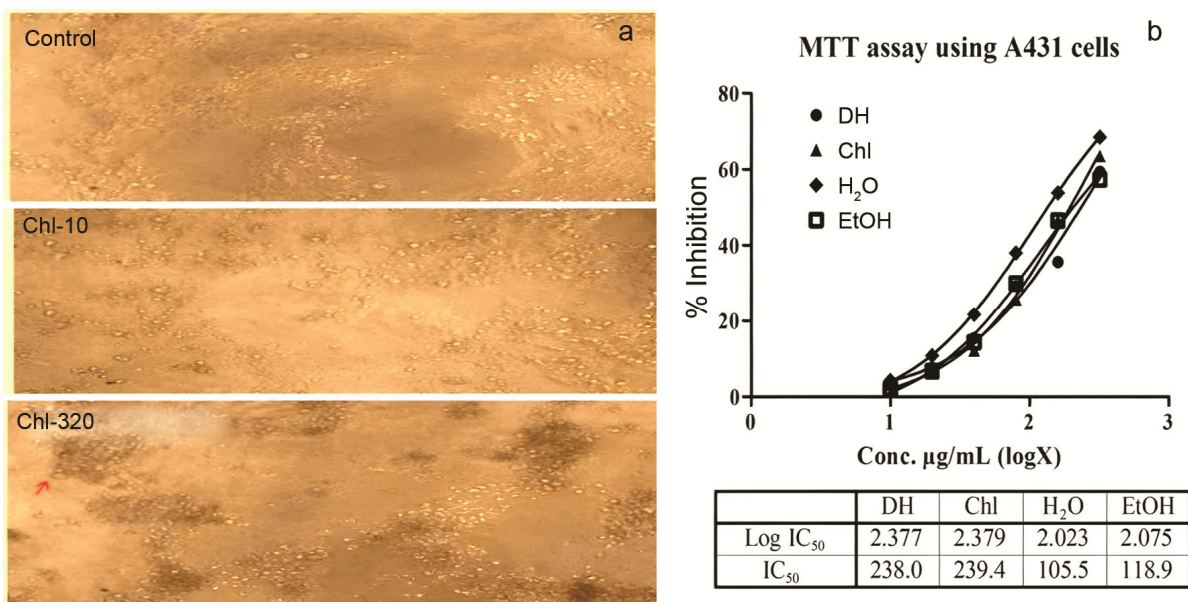 Control
a
Chl-10
Chl-320
b
MTT assay using A431 cells
% Inhibition
80
60
40
20
0
DH
Chl
H₂O
EtOH
0 1 2 3
Conc. µg/mL (logX)
DH Chl H₂O EtOH
Log IC₅₀ 2.377 2.379 2.023 2.075
IC₅₀ 238.0 239.4 105.5 118.9